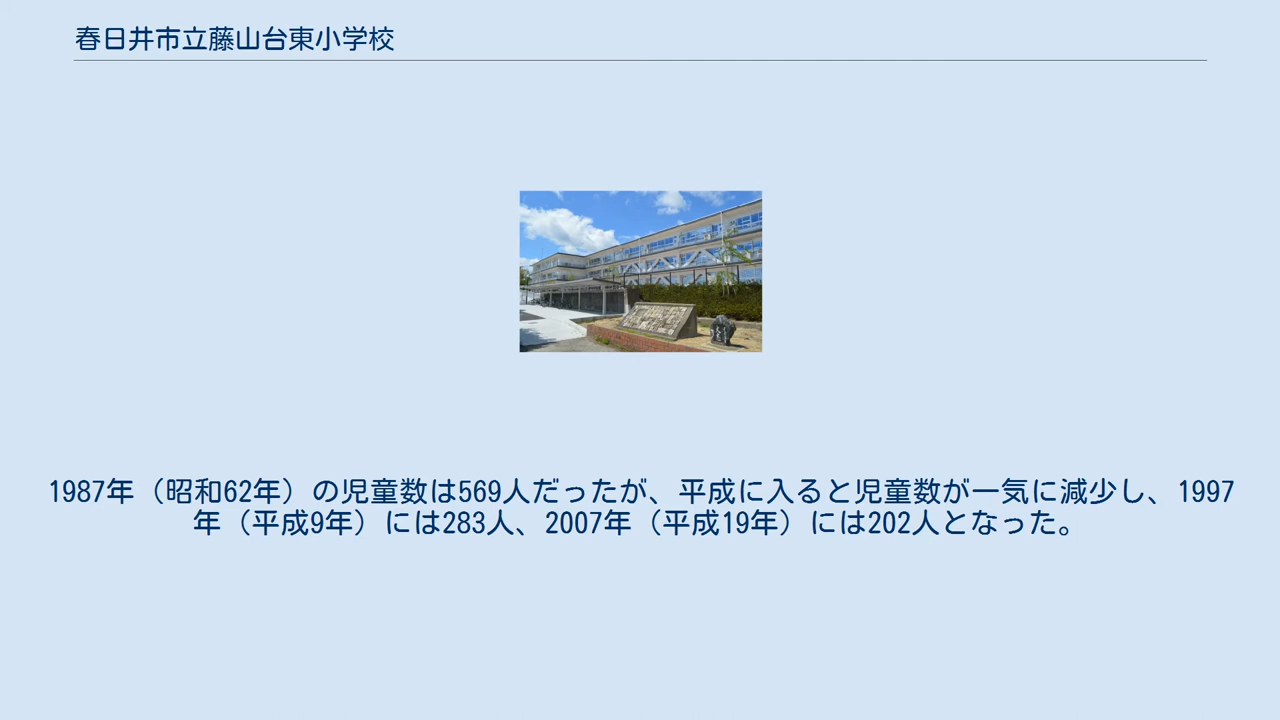 春日井市立藤山台東小学校
1987年（昭和62年）の児童数は569人だったが、平成に入ると児童数が一気に減少し、1997
年（平成9年）には283人、2007年（平成19年）には202人となった。